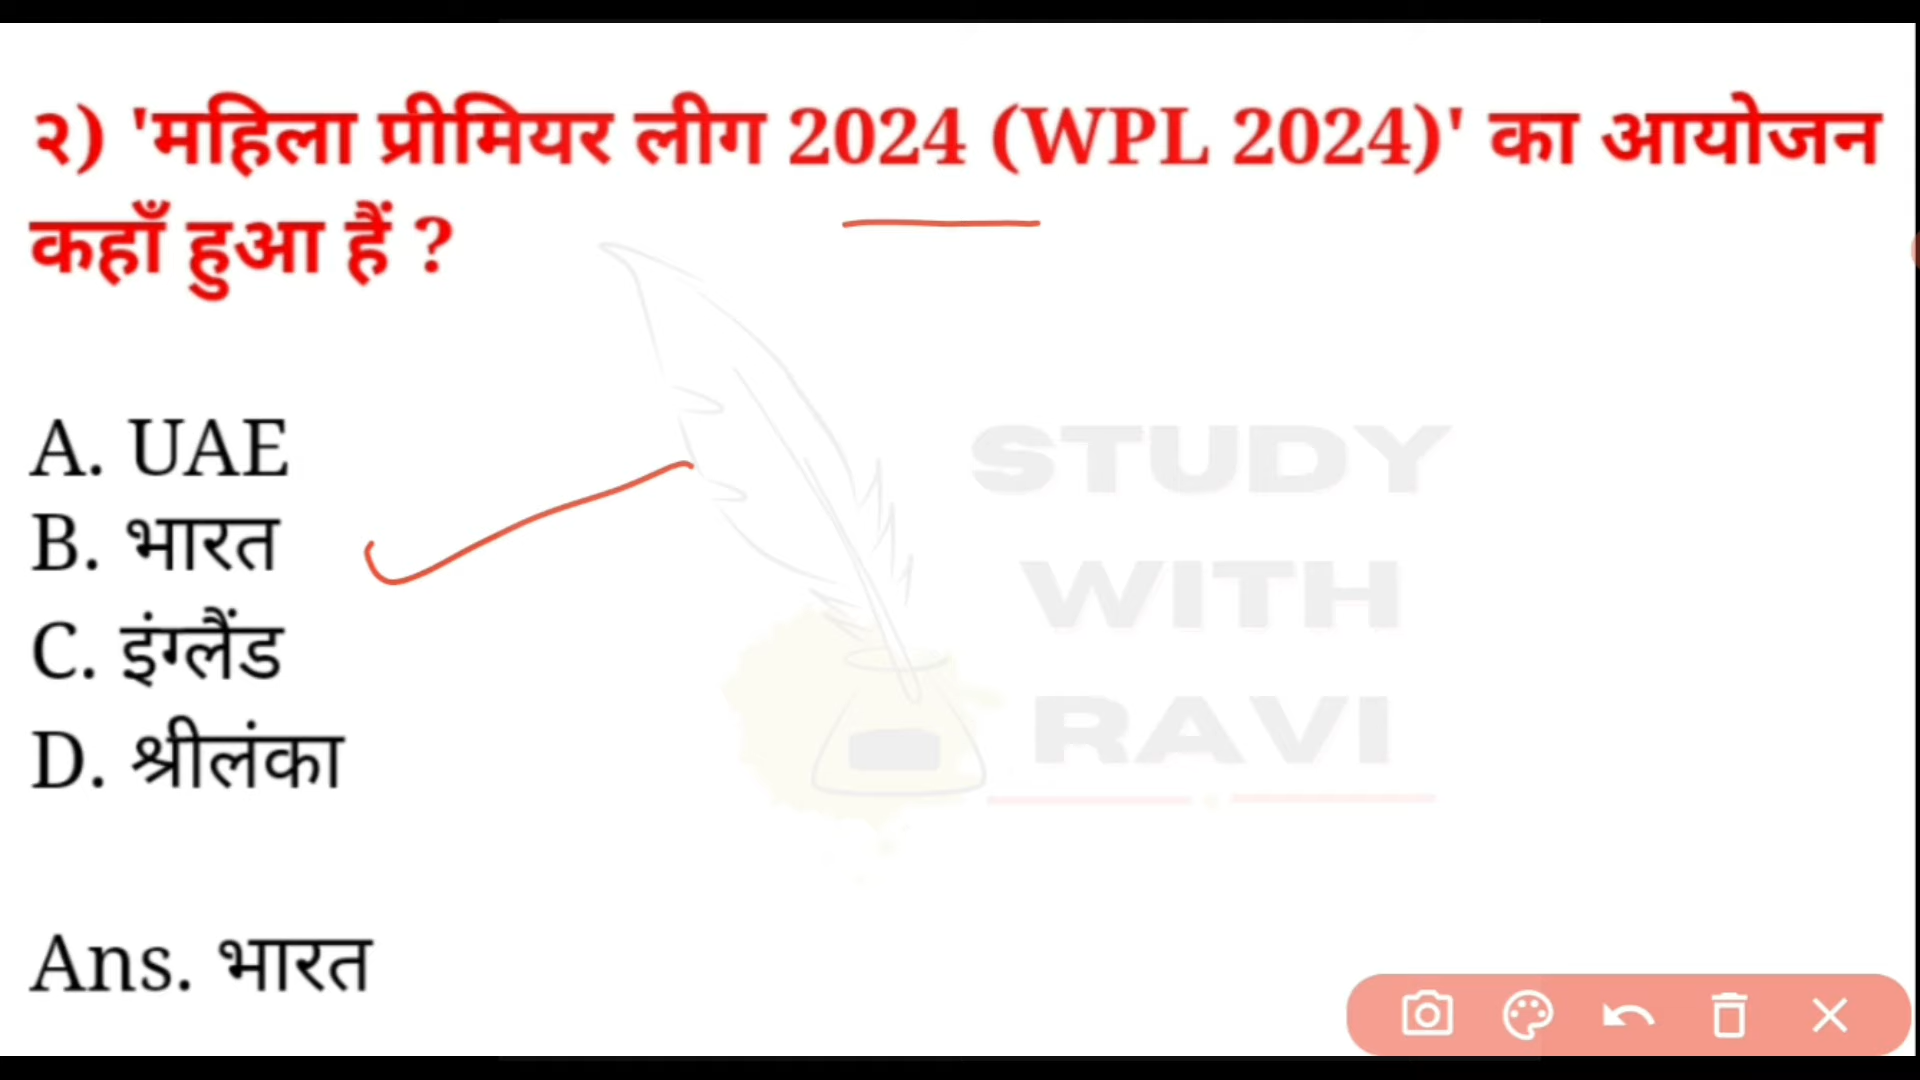 २) 'महिला प्रीमियर लीग 2024 (WPL 2024)' का आयोजन
कहाँ हुआ हैं ?
A. UAE
B. भारत
C. इंग्लैंड
D. श्रीलंका
STUDY
WITH
RAVI
Ans. भारत